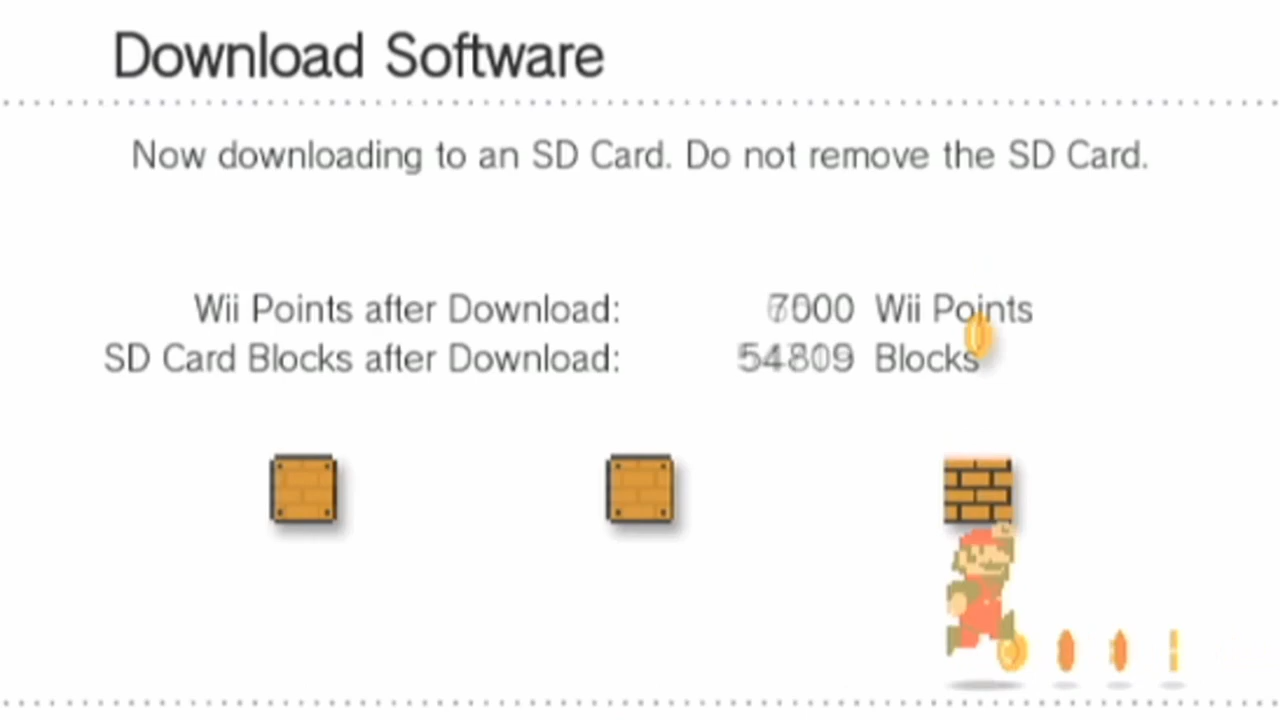 Download Software
Now downloading to an SD Card. Do not remove the SD Card.
Wii Points after Download: Wii Points
SD Card Blocks after Download: Blocks